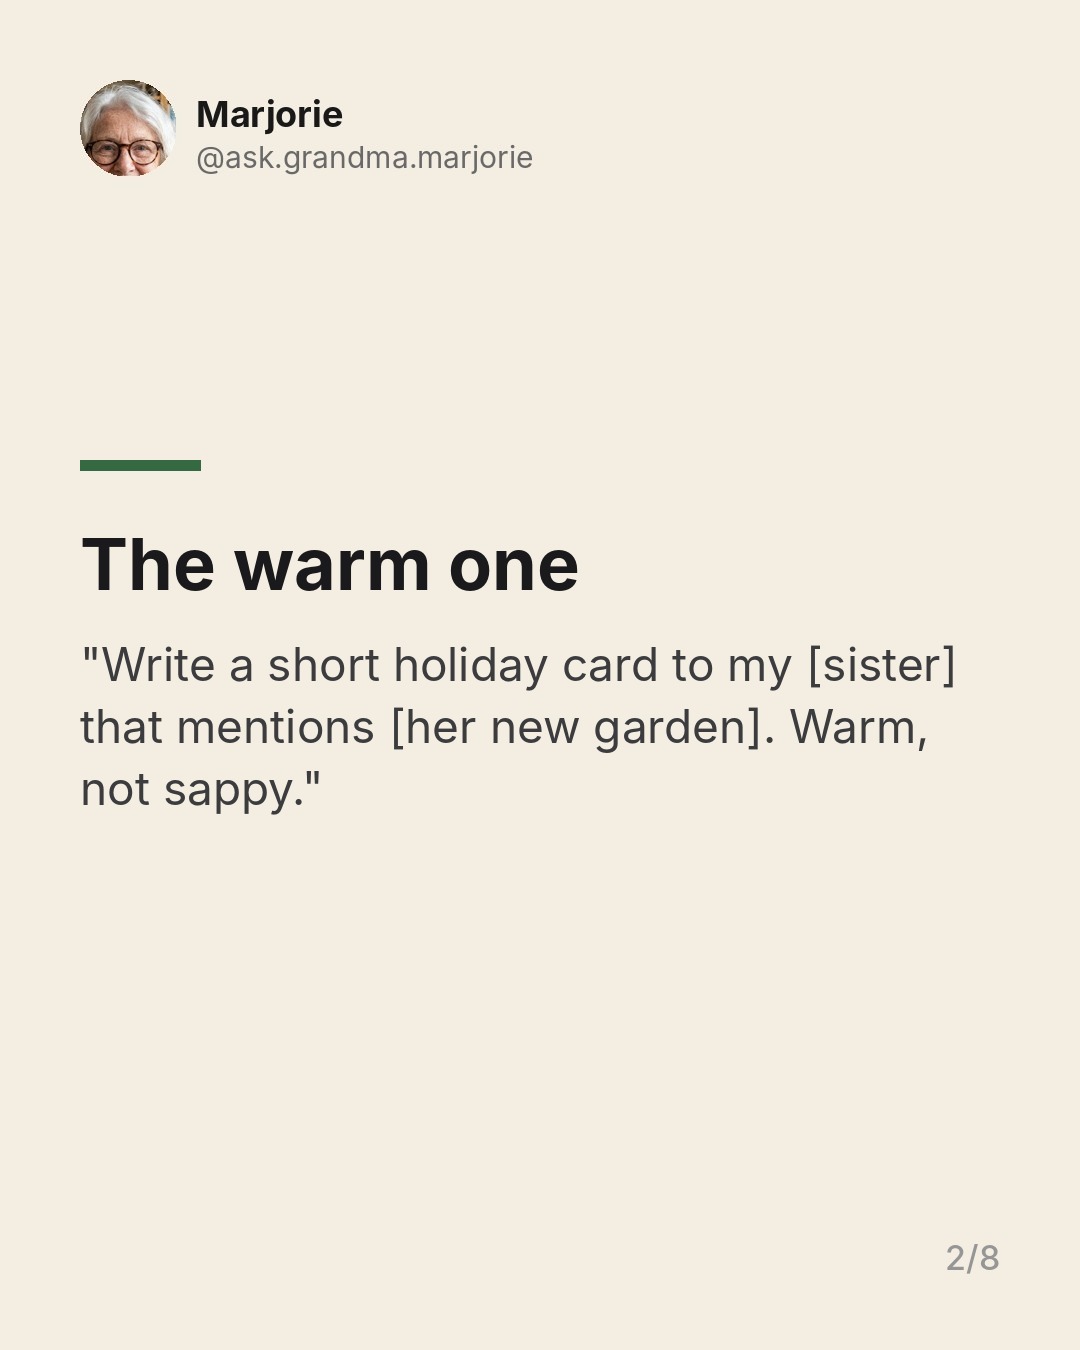 Marjorie
@ask.grandma.marjorie
The warm one
"Write a short holiday card to my [sister]
that mentions [her new garden]. Warm,
not sappy."
2/8